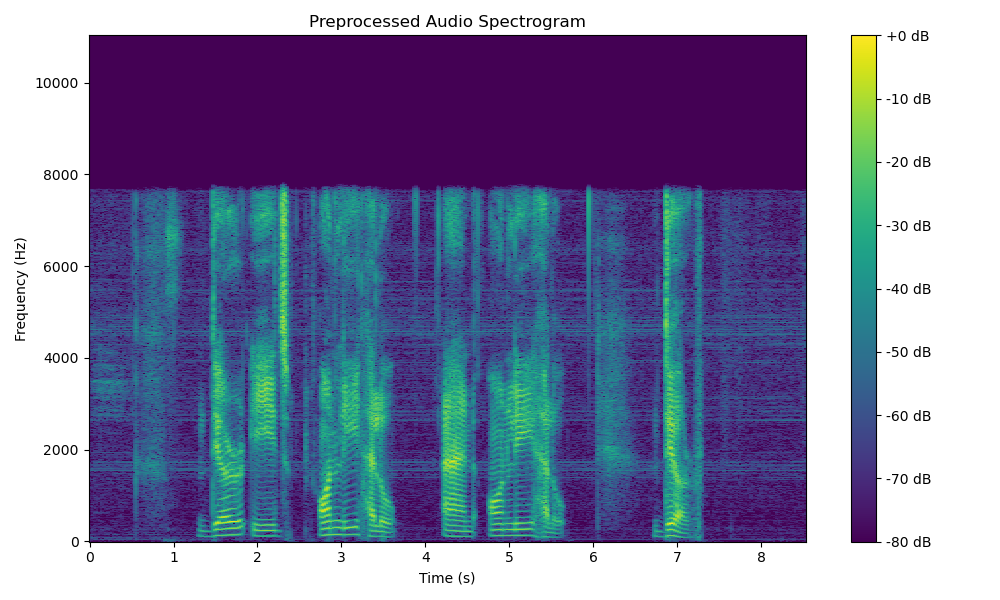 Preprocessed Audio Spectrogram
Frequency (Hz)
10000
8000
6000
4000
2000
0
0 1 2 3 4 5 6 7 8
Time (s)
+0 dB
-10 dB
-20 dB
-30 dB
-40 dB
-50 dB
-60 dB
-70 dB
-80 dB